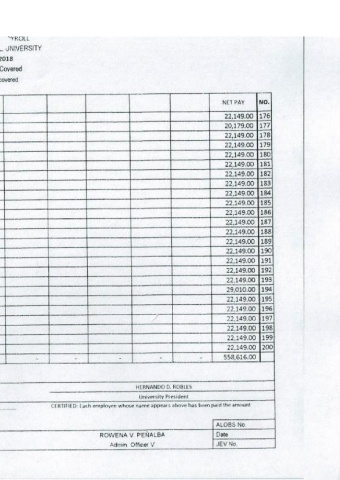 YROLL
UNIVERSITY
2018
Covered
covered
NET PAY NO.
22,149.00 176
20,179.00 177
22,149.00 178
22,149.00 179
22,149.00 180
22,149.00 181
22,149.00 182
22,149.00 183
22,149.00 184
22,149.00 185
22,149.00 186
22,149.00 187
22,149.00 188
22,149.00 189
22,149.00 190
22,149.00 191
22,149.00 192
22,149.00 193
29,010.00 194
22,149.00 195
22,149.00 196
22,149.00 197
22,149.00 198
22,149.00 199
22,149.00 200
- - - - - - 558,616.00
HERNANDO D. ROBLES
University President
CERTIFIED: Each employee whose name appears above has been paid the amount
ALOBS No.
ROWENA V. PEÑALBA Date
Admin. Officer V JEV No.